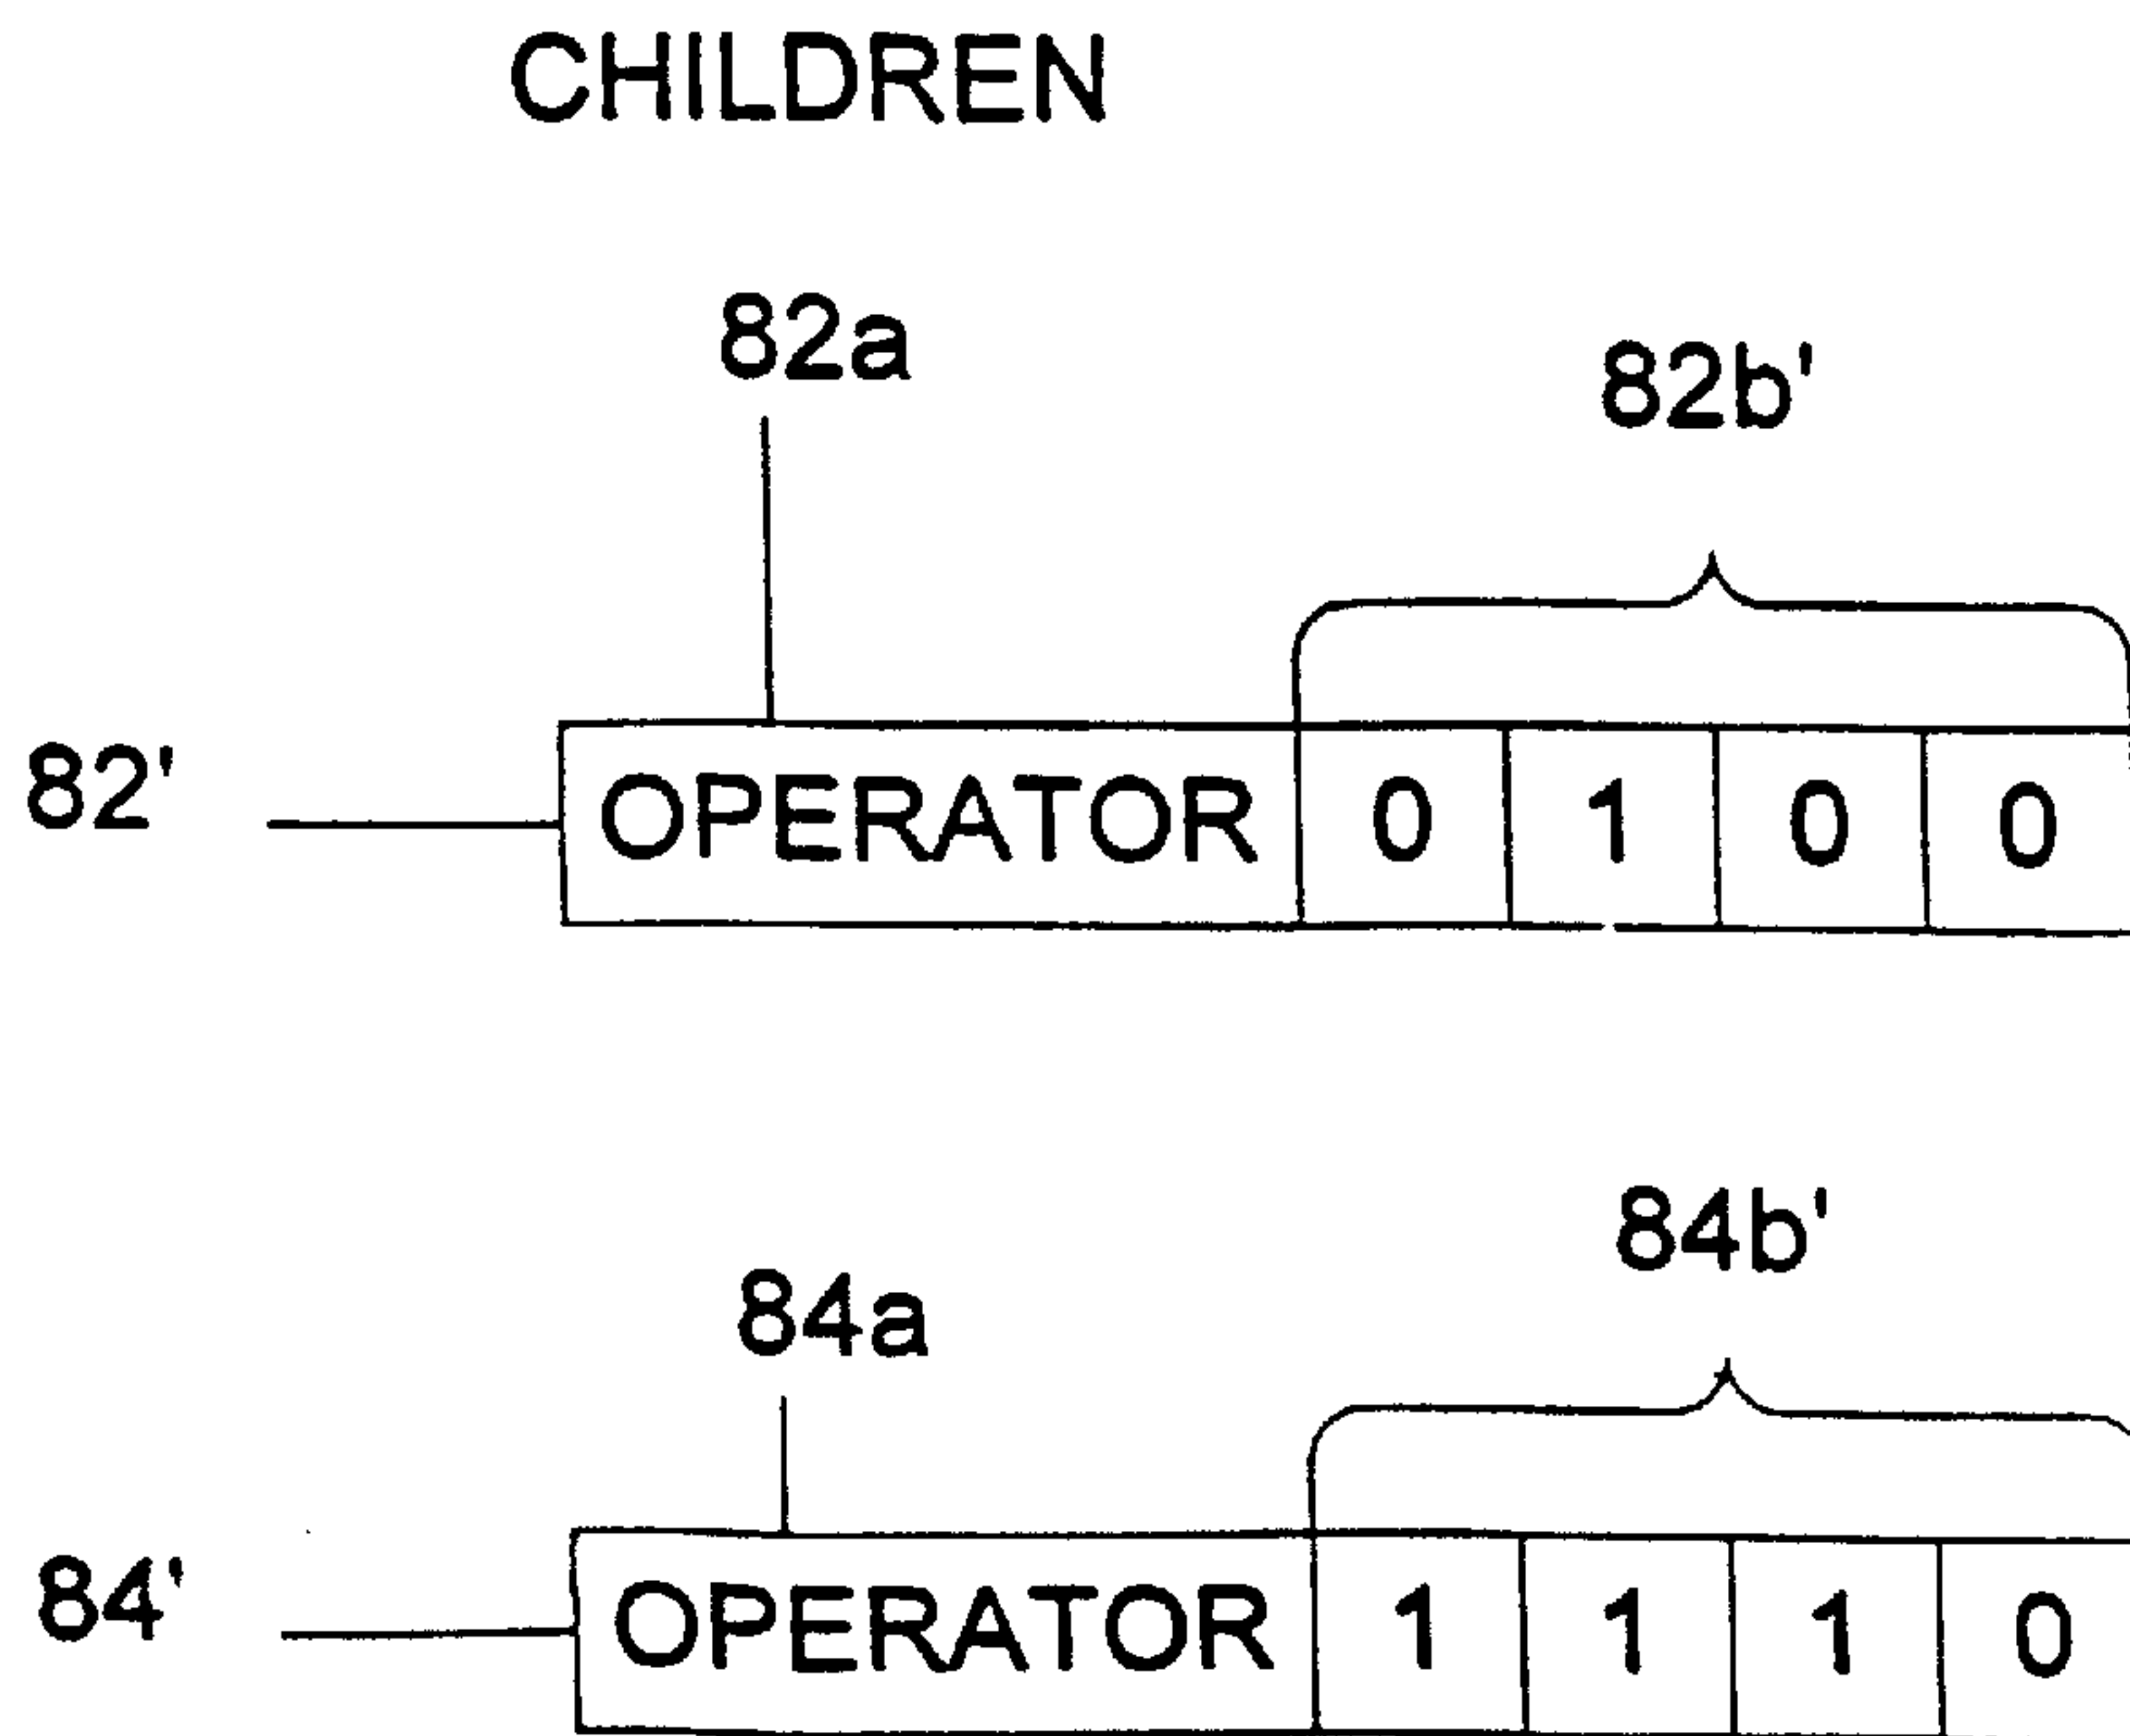 CHILDREN
82a
82b'
82' OPERATOR 0 1 0 0
84b'
84a
84' OPERATOR 1 1 1 0